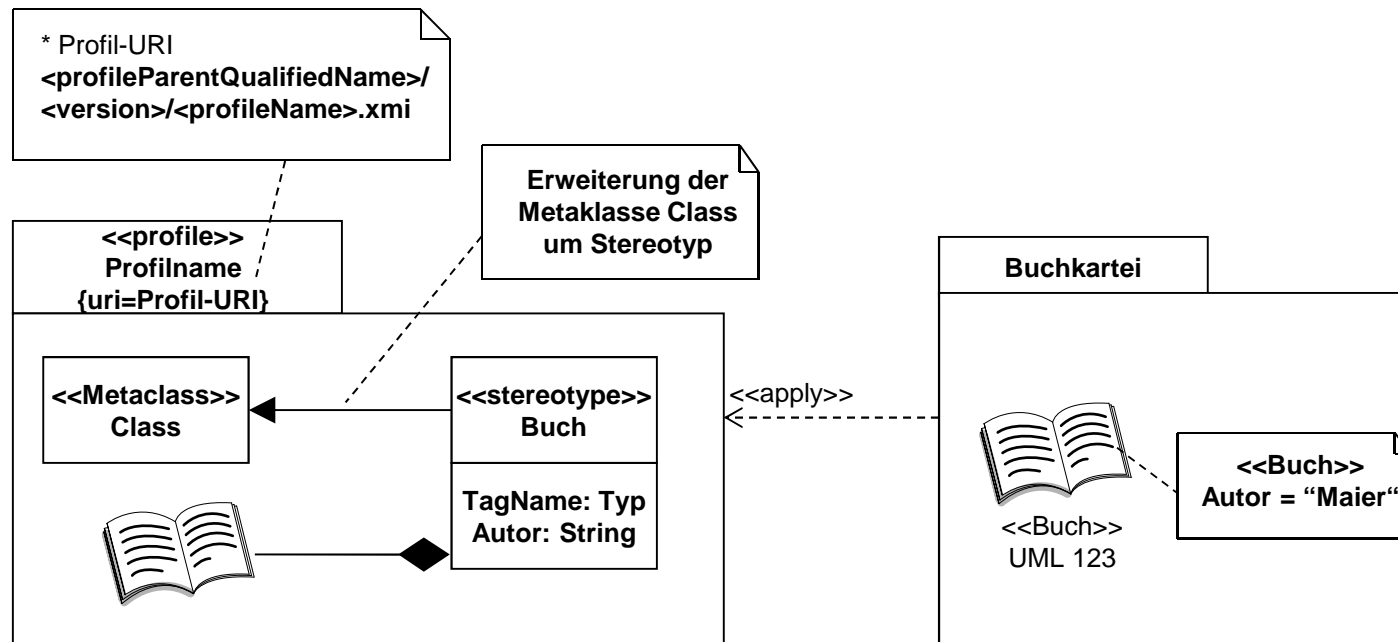 * Profil-URI
<profileParentQualifiedName>/
<version>/<profileName>.xmi
Erweiterung der
Metaklasse Class
um Stereotyp
<<profile>>
Profilname
{uri=Profil-URI}
Buchkartei
<<Metaclass>>
Class
<<stereotype>>
Buch
TagName: Typ
Autor: String
<<apply>>
<<Buch>>
UML 123
<<Buch>>
Autor = “Maier“